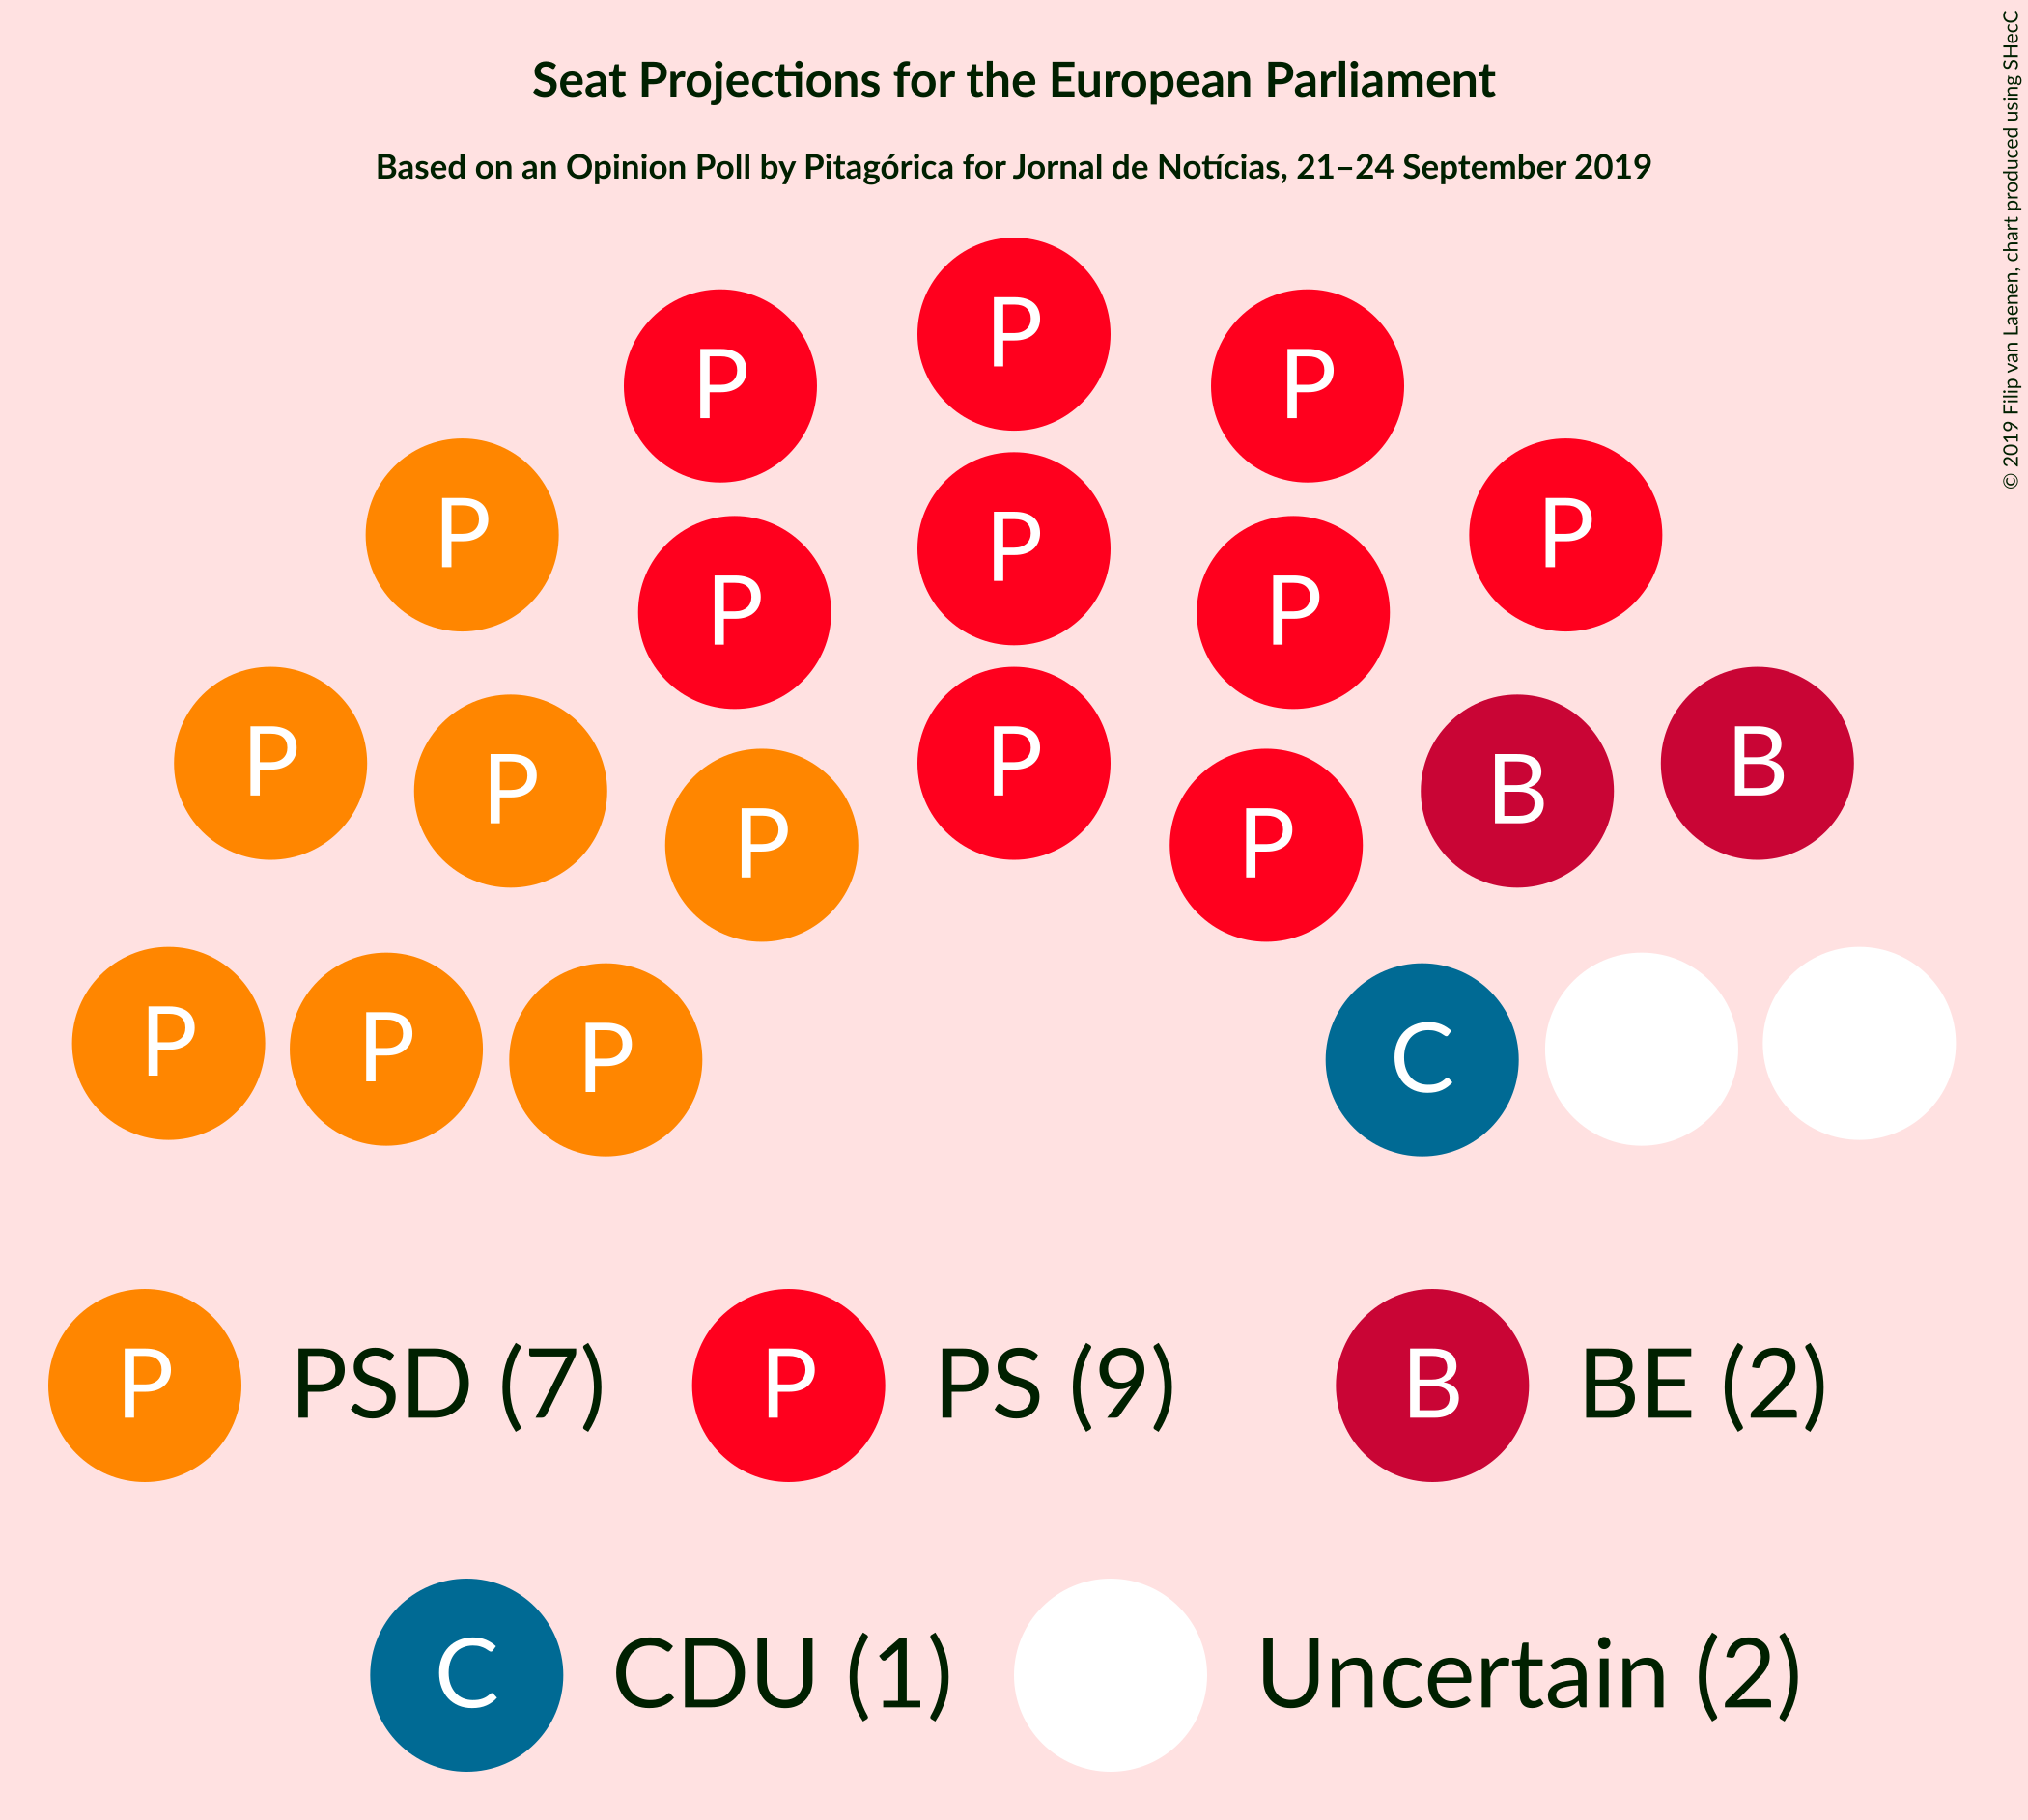 Seat Projections for the European Parliament
Based on an Opinion Poll by Pitagórica for Jornal de Notícias, 21–24 September 2019
© 2019 Filip van Laenen, chart produced using SHecC
P
P P
P P
P P P
B B
P P
P P P P
P P P C
P PSD (7) P PS (9) B BE (2)
C CDU (1) Uncertain (2)